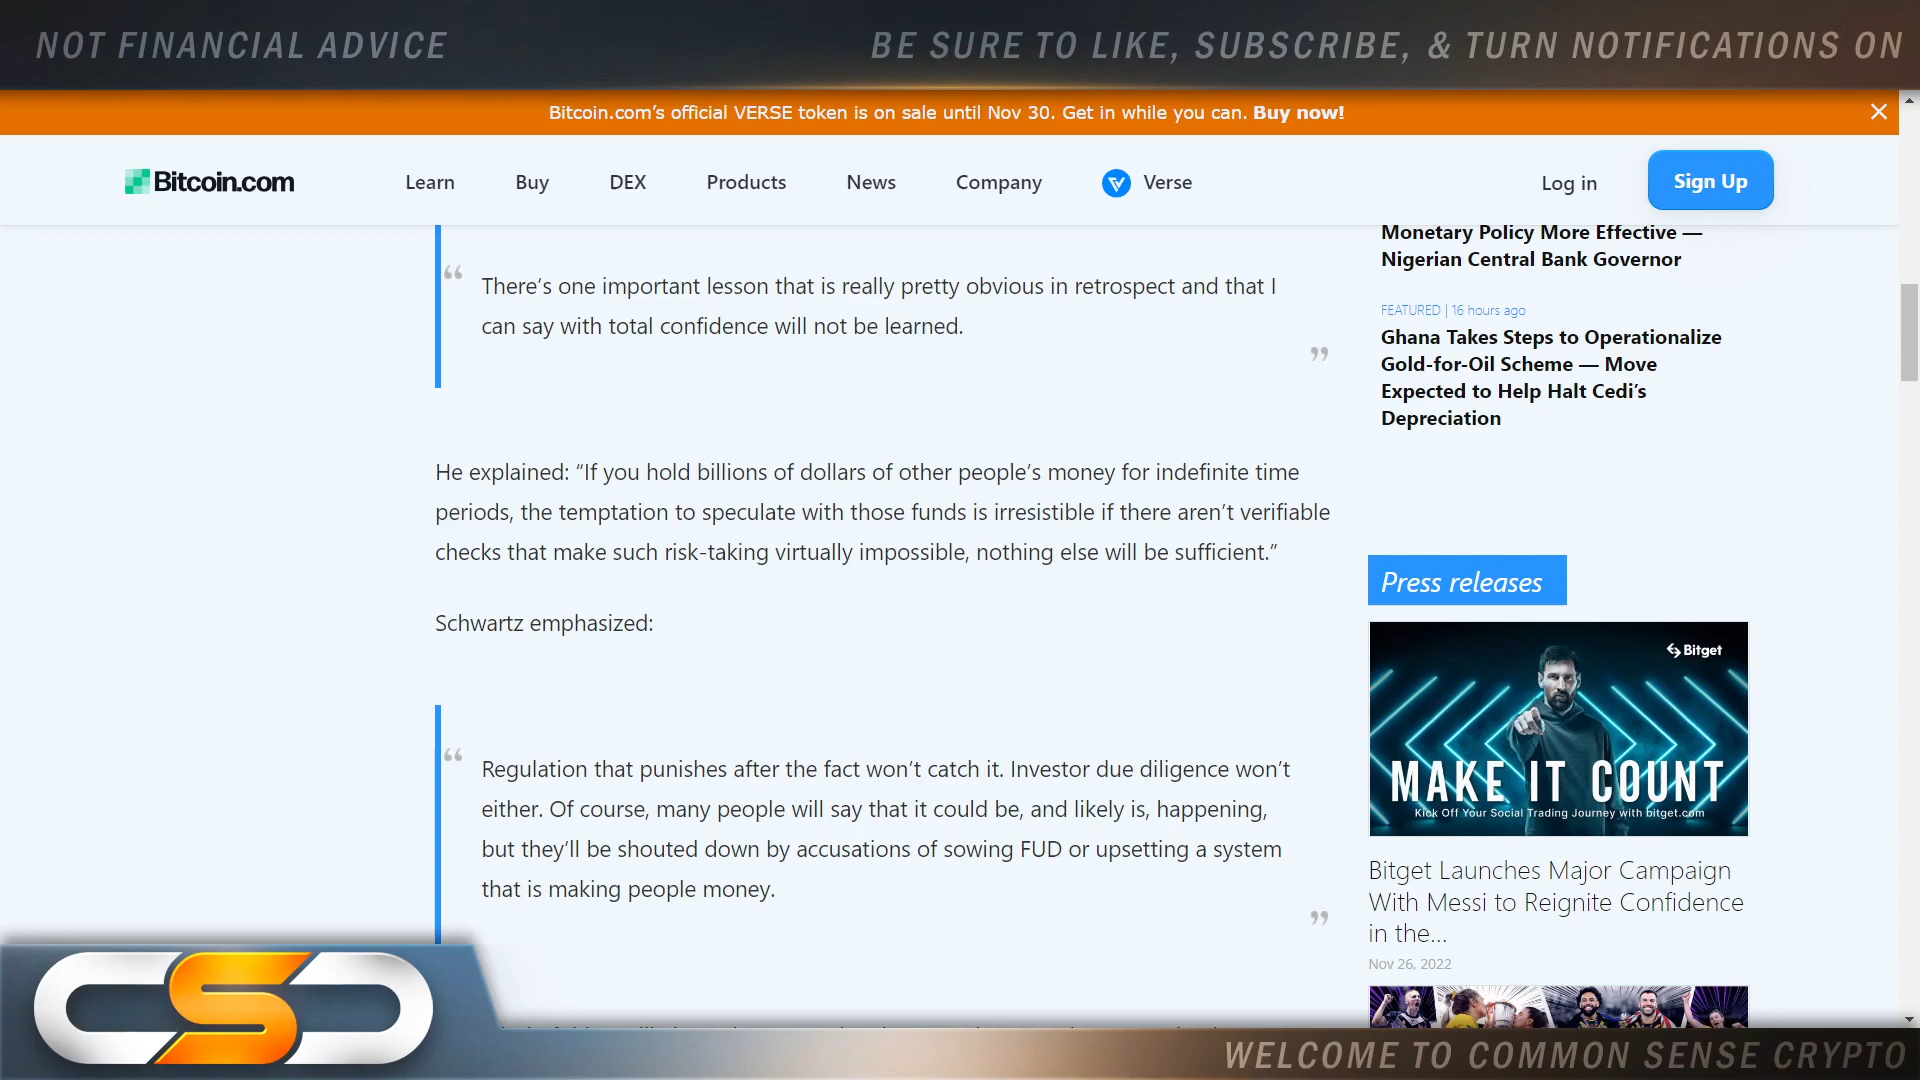 NOT FINANCIAL ADVICE
BE SURE TO LIKE, SUBSCRIBE, & TURN NOTIFICATIONS ON
Bitcoin.com’s official VERSE token is on sale until Nov 30. Get in while you can. Buy now!
Bitcoin.com
Learn
Buy
DEX
Products
News
Company
Verse
Log in
Sign Up
“
There’s one important lesson that is really pretty obvious in retrospect and that I
can say with total confidence will not be learned.
”
He explained: “If you hold billions of dollars of other people’s money for indefinite time
periods, the temptation to speculate with those funds is irresistible if there aren’t verifiable
checks that make such risk-taking virtually impossible, nothing else will be sufficient.”
Schwartz emphasized:
“
Regulation that punishes after the fact won’t catch it. Investor due diligence won’t
either. Of course, many people will say that it could be, and likely is, happening,
but they’ll be shouted down by accusations of sowing FUD or upsetting a system
that is making people money.
”
Monetary Policy More Effective —
Nigerian Central Bank Governor
FEATURED | 16 hours ago
Ghana Takes Steps to Operationalize
Gold-for-Oil Scheme — Move
Expected to Help Halt Cedi’s
Depreciation
Press releases
Bitget
MAKE IT COUNT
Kick Off Your Social Trading Journey with bitget.com
Bitget Launches Major Campaign
With Messi to Reignite Confidence
in the...
Nov 26, 2022
CSC
WELCOME TO COMMON SENSE CRYPTO